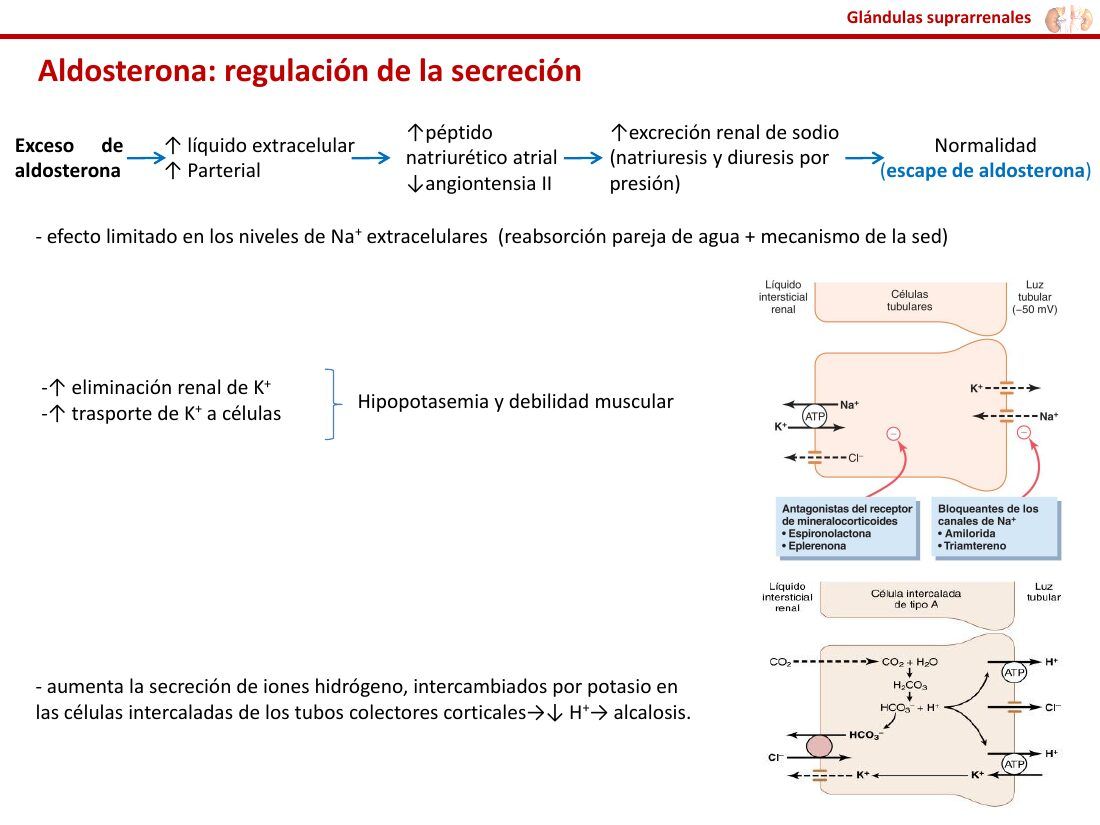 Glándulas suprarrenales
Aldosterona: regulación de la secreción
Exceso de
aldosterona
↑ líquido extracelular
↑ Parterial
↑péptido
natriurético atrial
↓angiontensia II
↑excreción renal de sodio
(natriuresis y diuresis por
presión)
Normalidad
(escape de aldosterona)
- efecto limitado en los niveles de Na⁺ extracelulares (reabsorción pareja de agua + mecanismo de la sed)
-↑ eliminación renal de K⁺
-↑ trasporte de K⁺ a células
Hipopotasemia y debilidad muscular
Líquido
intersticial
renal
Células
tubulares
Luz
tubular
(–50 mV)
K⁺
Na⁺
Na⁺
ATP
K⁺
Cl⁻
Antagonistas del receptor
de mineralocorticoides
• Espironolactona
• Eplerenona
Bloqueantes de los
canales de Na⁺
• Amilorida
• Triamtereno
- aumenta la secreción de iones hidrógeno, intercambiados por potasio en
las células intercaladas de los tubos colectores corticales→↓ H⁺→ alcalosis.
Líquido
intersticial
renal
Célula intercalada
de tipo A
Luz
tubular
CO₂
CO₂ + H₂O
H⁺
ATP
H₂CO₃
HCO₃⁻ + H⁺
Cl⁻
HCO₃⁻
Cl⁻
H⁺
ATP
K⁺
K⁺